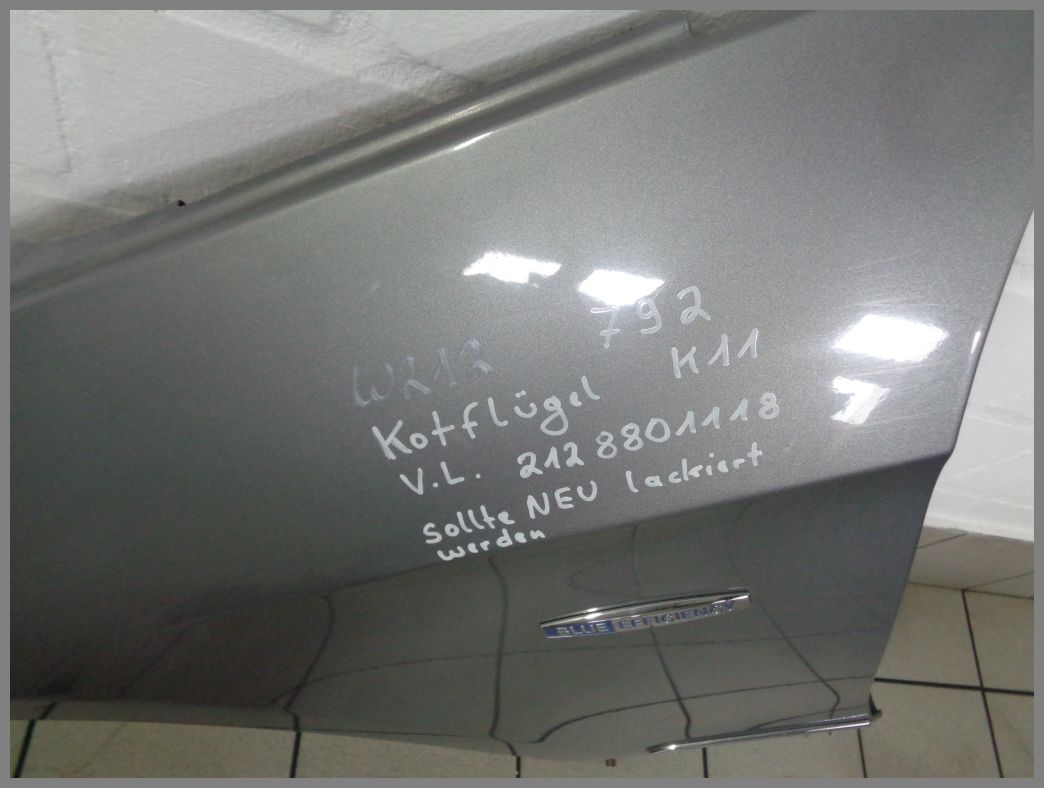 W212 792
Kotflügel K11
V.L. 2128801118
Sollte NEU lackiert
werden
BLUE EFFICIENCY